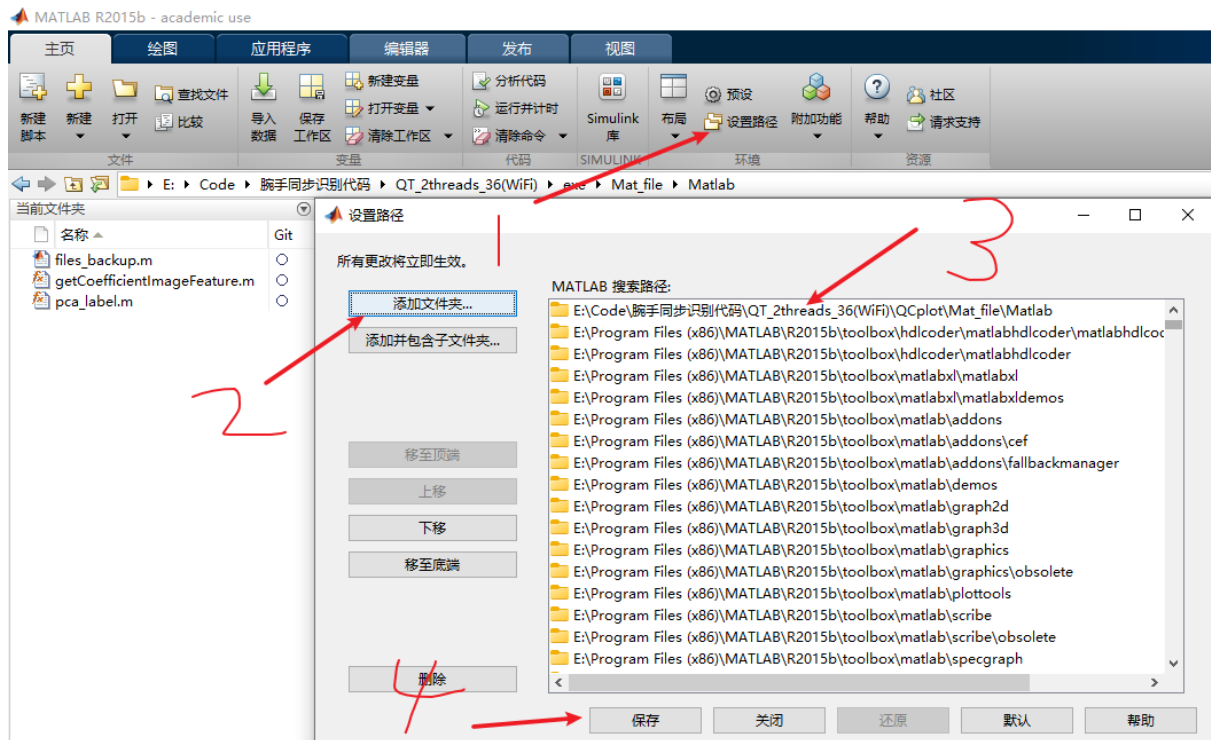 MATLAB R2015b - academic use
主页 绘图 应用程序 编辑器 发布 视图
新建脚本 新建 打开 查找文件 比较 导入数据 保存工作区 新建变量 打开变量 清除工作区 分析代码 运行并计时 清除命令 Simulink 库 布局 预设 设置路径 附加功能 帮助 社区 请求支持
文件 变量 代码 SIMULINK 环境 资源
E: Code 腕手同步识别代码 QT_2threads_36(WiFi) exe Mat_file Matlab
当前文件夹
名称 Git
files_backup.m
getCoefficientImageFeature.m
pca_label.m
设置路径
1
3
所有更改将立即生效。
添加文件夹...
添加并包含子文件夹...
2
移至顶端
上移
下移
移至底端
删除
4
MATLAB 搜索路径:
E:\Code\腕手同步识别代码\QT_2threads_36(WiFi)\QCplot\Mat_file\Matlab
E:\Program Files (x86)\MATLAB\R2015b\toolbox\hdlcoder\matlabhdlcoder\matlabhdlcoc
E:\Program Files (x86)\MATLAB\R2015b\toolbox\hdlcoder\matlabhdlcoder
E:\Program Files (x86)\MATLAB\R2015b\toolbox\matlabxl\matlabxl
E:\Program Files (x86)\MATLAB\R2015b\toolbox\matlabxl\matlabxldemos
E:\Program Files (x86)\MATLAB\R2015b\toolbox\matlab\addons
E:\Program Files (x86)\MATLAB\R2015b\toolbox\matlab\addons\cef
E:\Program Files (x86)\MATLAB\R2015b\toolbox\matlab\addons\fallbackmanager
E:\Program Files (x86)\MATLAB\R2015b\toolbox\matlab\demos
E:\Program Files (x86)\MATLAB\R2015b\toolbox\matlab\graph2d
E:\Program Files (x86)\MATLAB\R2015b\toolbox\matlab\graph3d
E:\Program Files (x86)\MATLAB\R2015b\toolbox\matlab\graphics
E:\Program Files (x86)\MATLAB\R2015b\toolbox\matlab\graphics\obsolete
E:\Program Files (x86)\MATLAB\R2015b\toolbox\matlab\plottools
E:\Program Files (x86)\MATLAB\R2015b\toolbox\matlab\scribe
E:\Program Files (x86)\MATLAB\R2015b\toolbox\matlab\scribe\obsolete
E:\Program Files (x86)\MATLAB\R2015b\toolbox\matlab\specgraph
保存 关闭 还原 默认 帮助